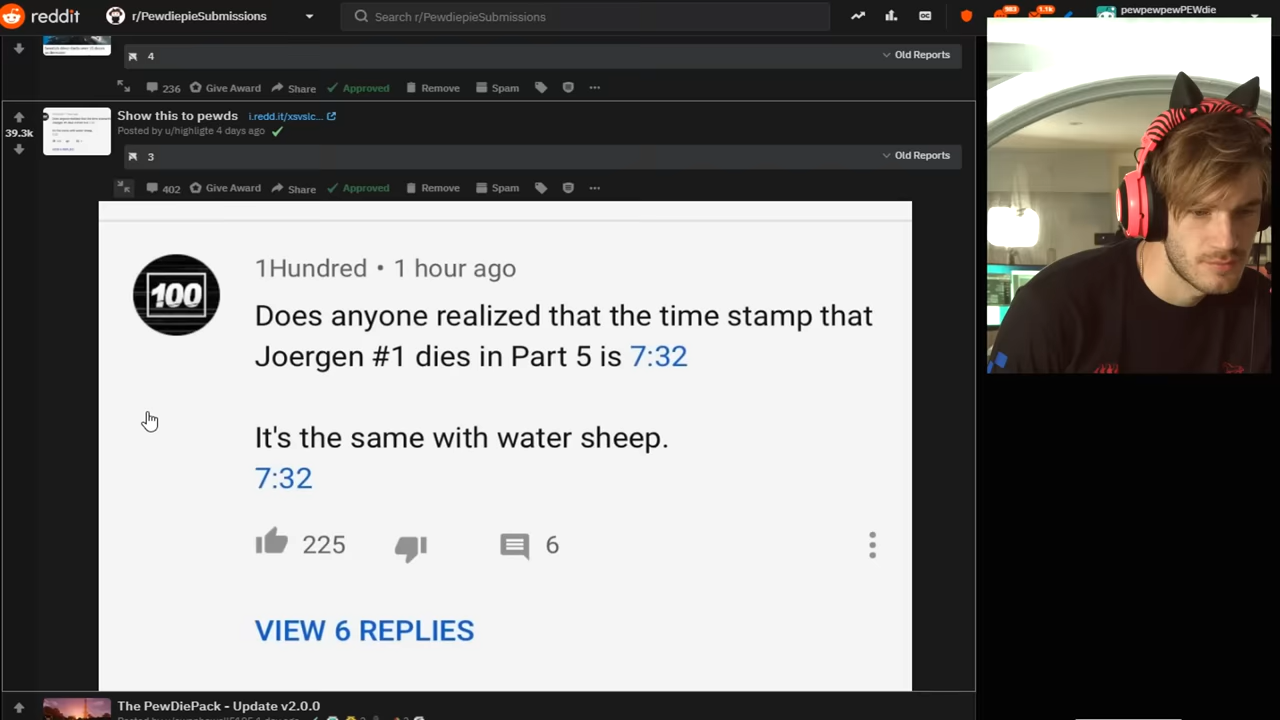 reddit
r/PewdiepieSubmissions
Search r/PewdiepieSubmissions
pewpewpewPEWdie
4
Old Reports
236
Give Award
Share
Approved
Remove
Spam
39.3k
Show this to pewds
i.redd.it/xsvslc...
Posted by u/highligte 4 days ago
3
Old Reports
402
Give Award
Share
Approved
Remove
Spam
100
1Hundred • 1 hour ago
Does anyone realized that the time stamp that
Joergen #1 dies in Part 5 is 7:32
It's the same with water sheep.
7:32
225
6
VIEW 6 REPLIES
The PewDiePack - Update v2.0.0